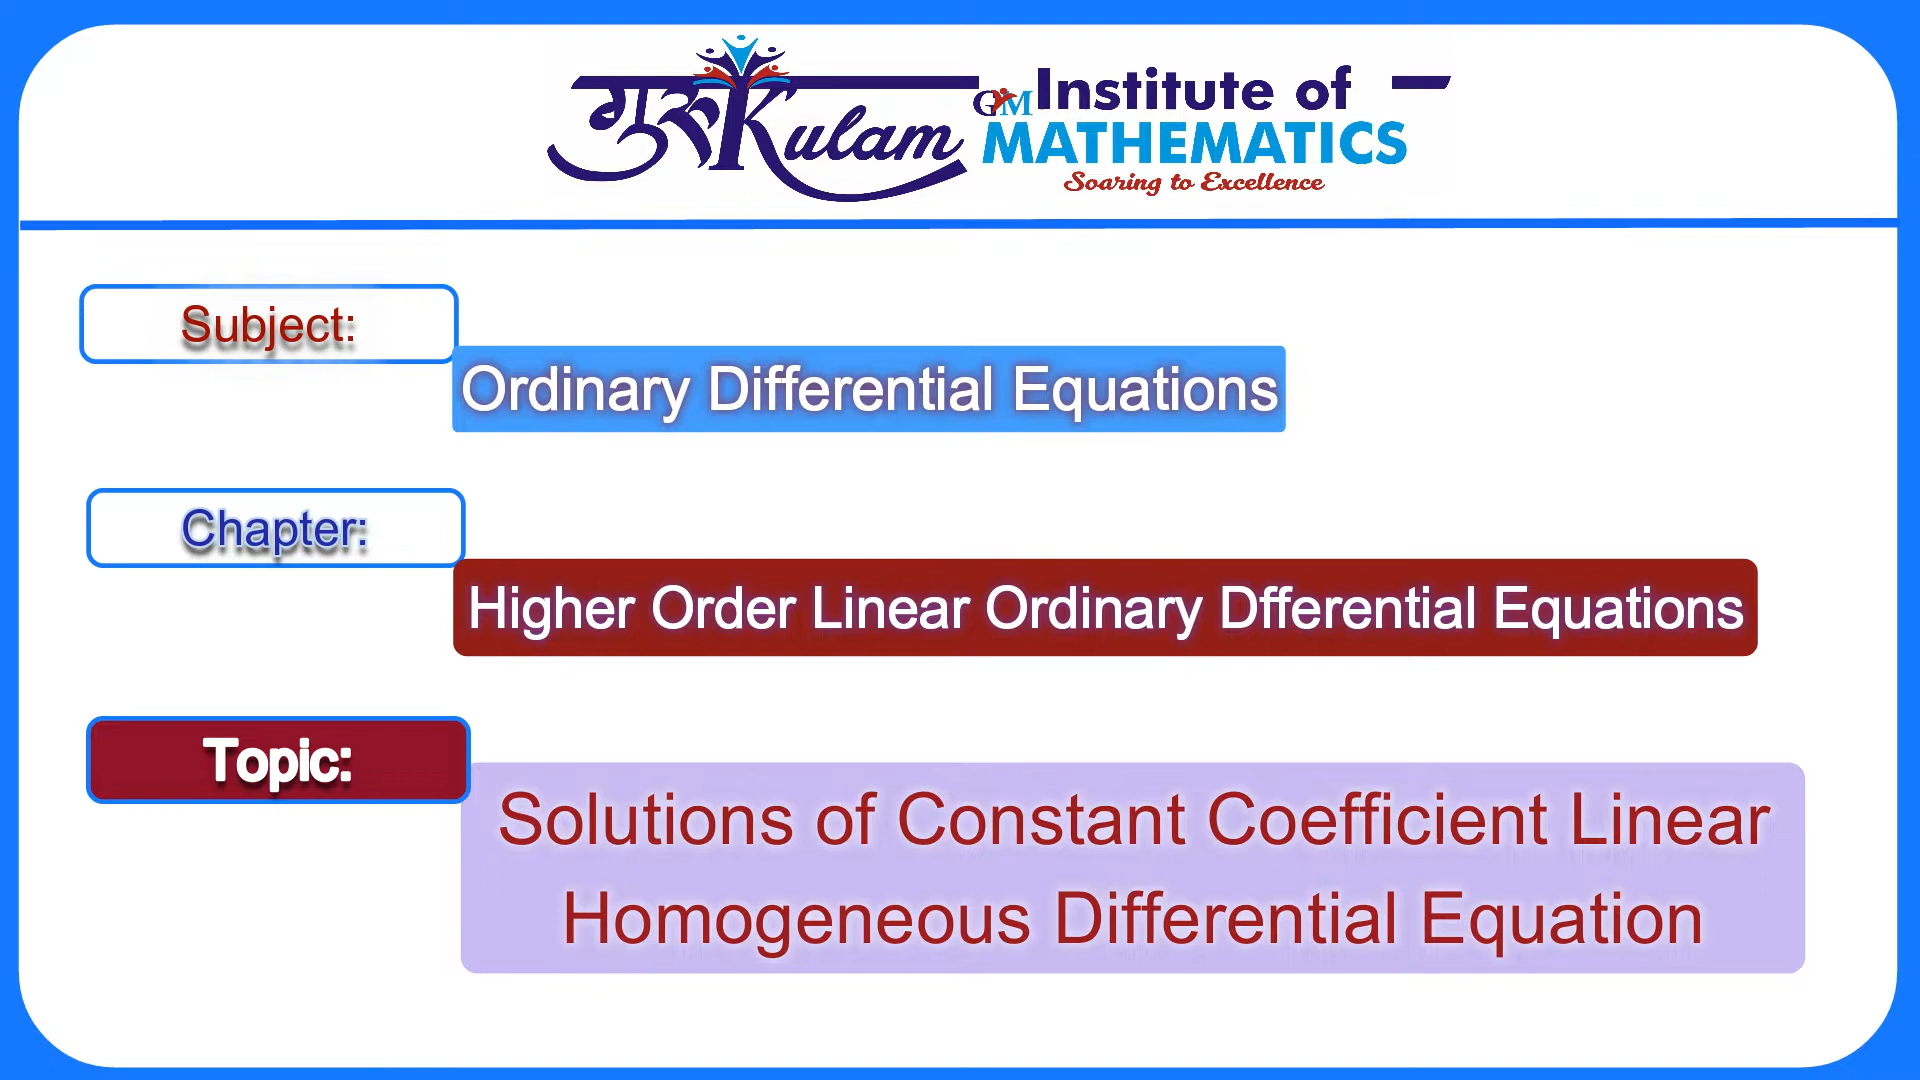 गुरुKulam GM Institute of
MATHEMATICS
Soaring to Excellence
Subject:
Ordinary Differential Equations
Chapter:
Higher Order Linear Ordinary Dfferential Equations
Topic:
Solutions of Constant Coefficient Linear
Homogeneous Differential Equation